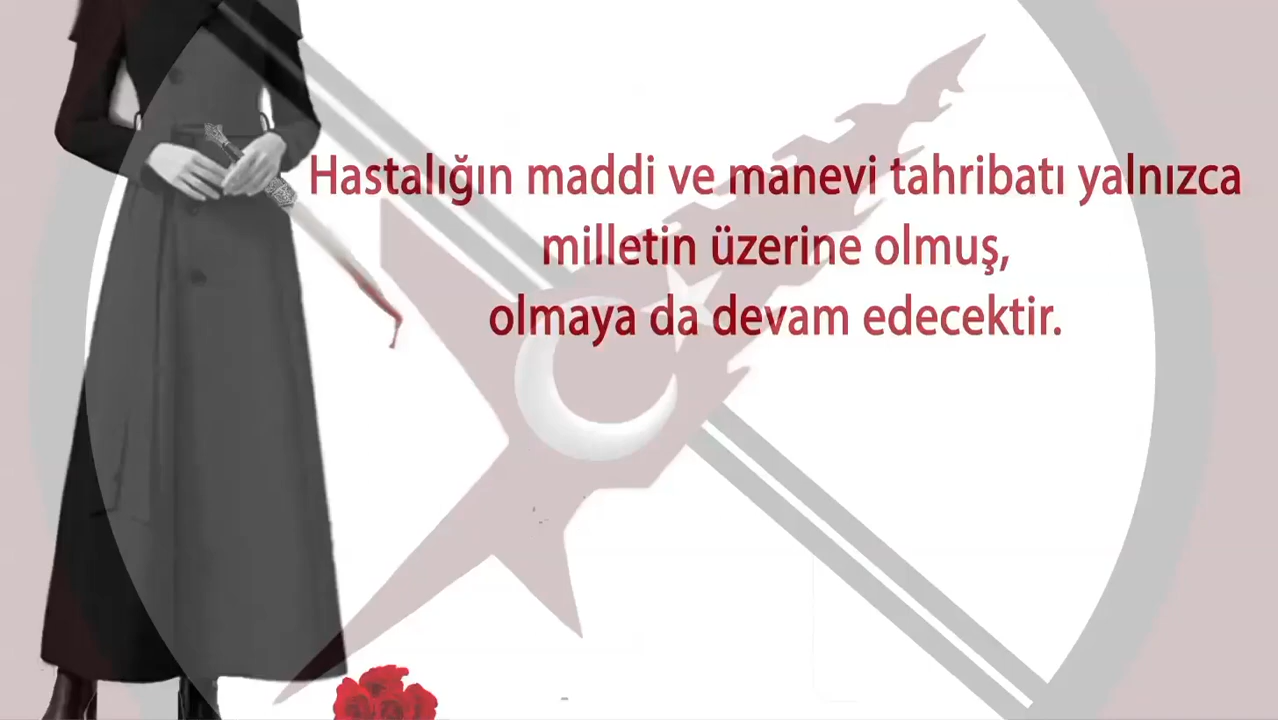 Hastalığın maddi ve manevi tahribatı yalnızca
milletin üzerine olmuş,
olmaya da devam edecektir.